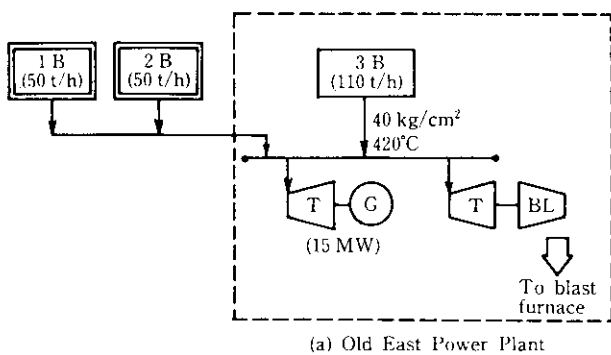 1 B
(50 t/h)
2 B
(50 t/h)
3 B
(110 t/h)
40 kg/cm²
420°C
T
G
(15 MW)
T
BL
To blast
furnace
(a) Old East Power Plant